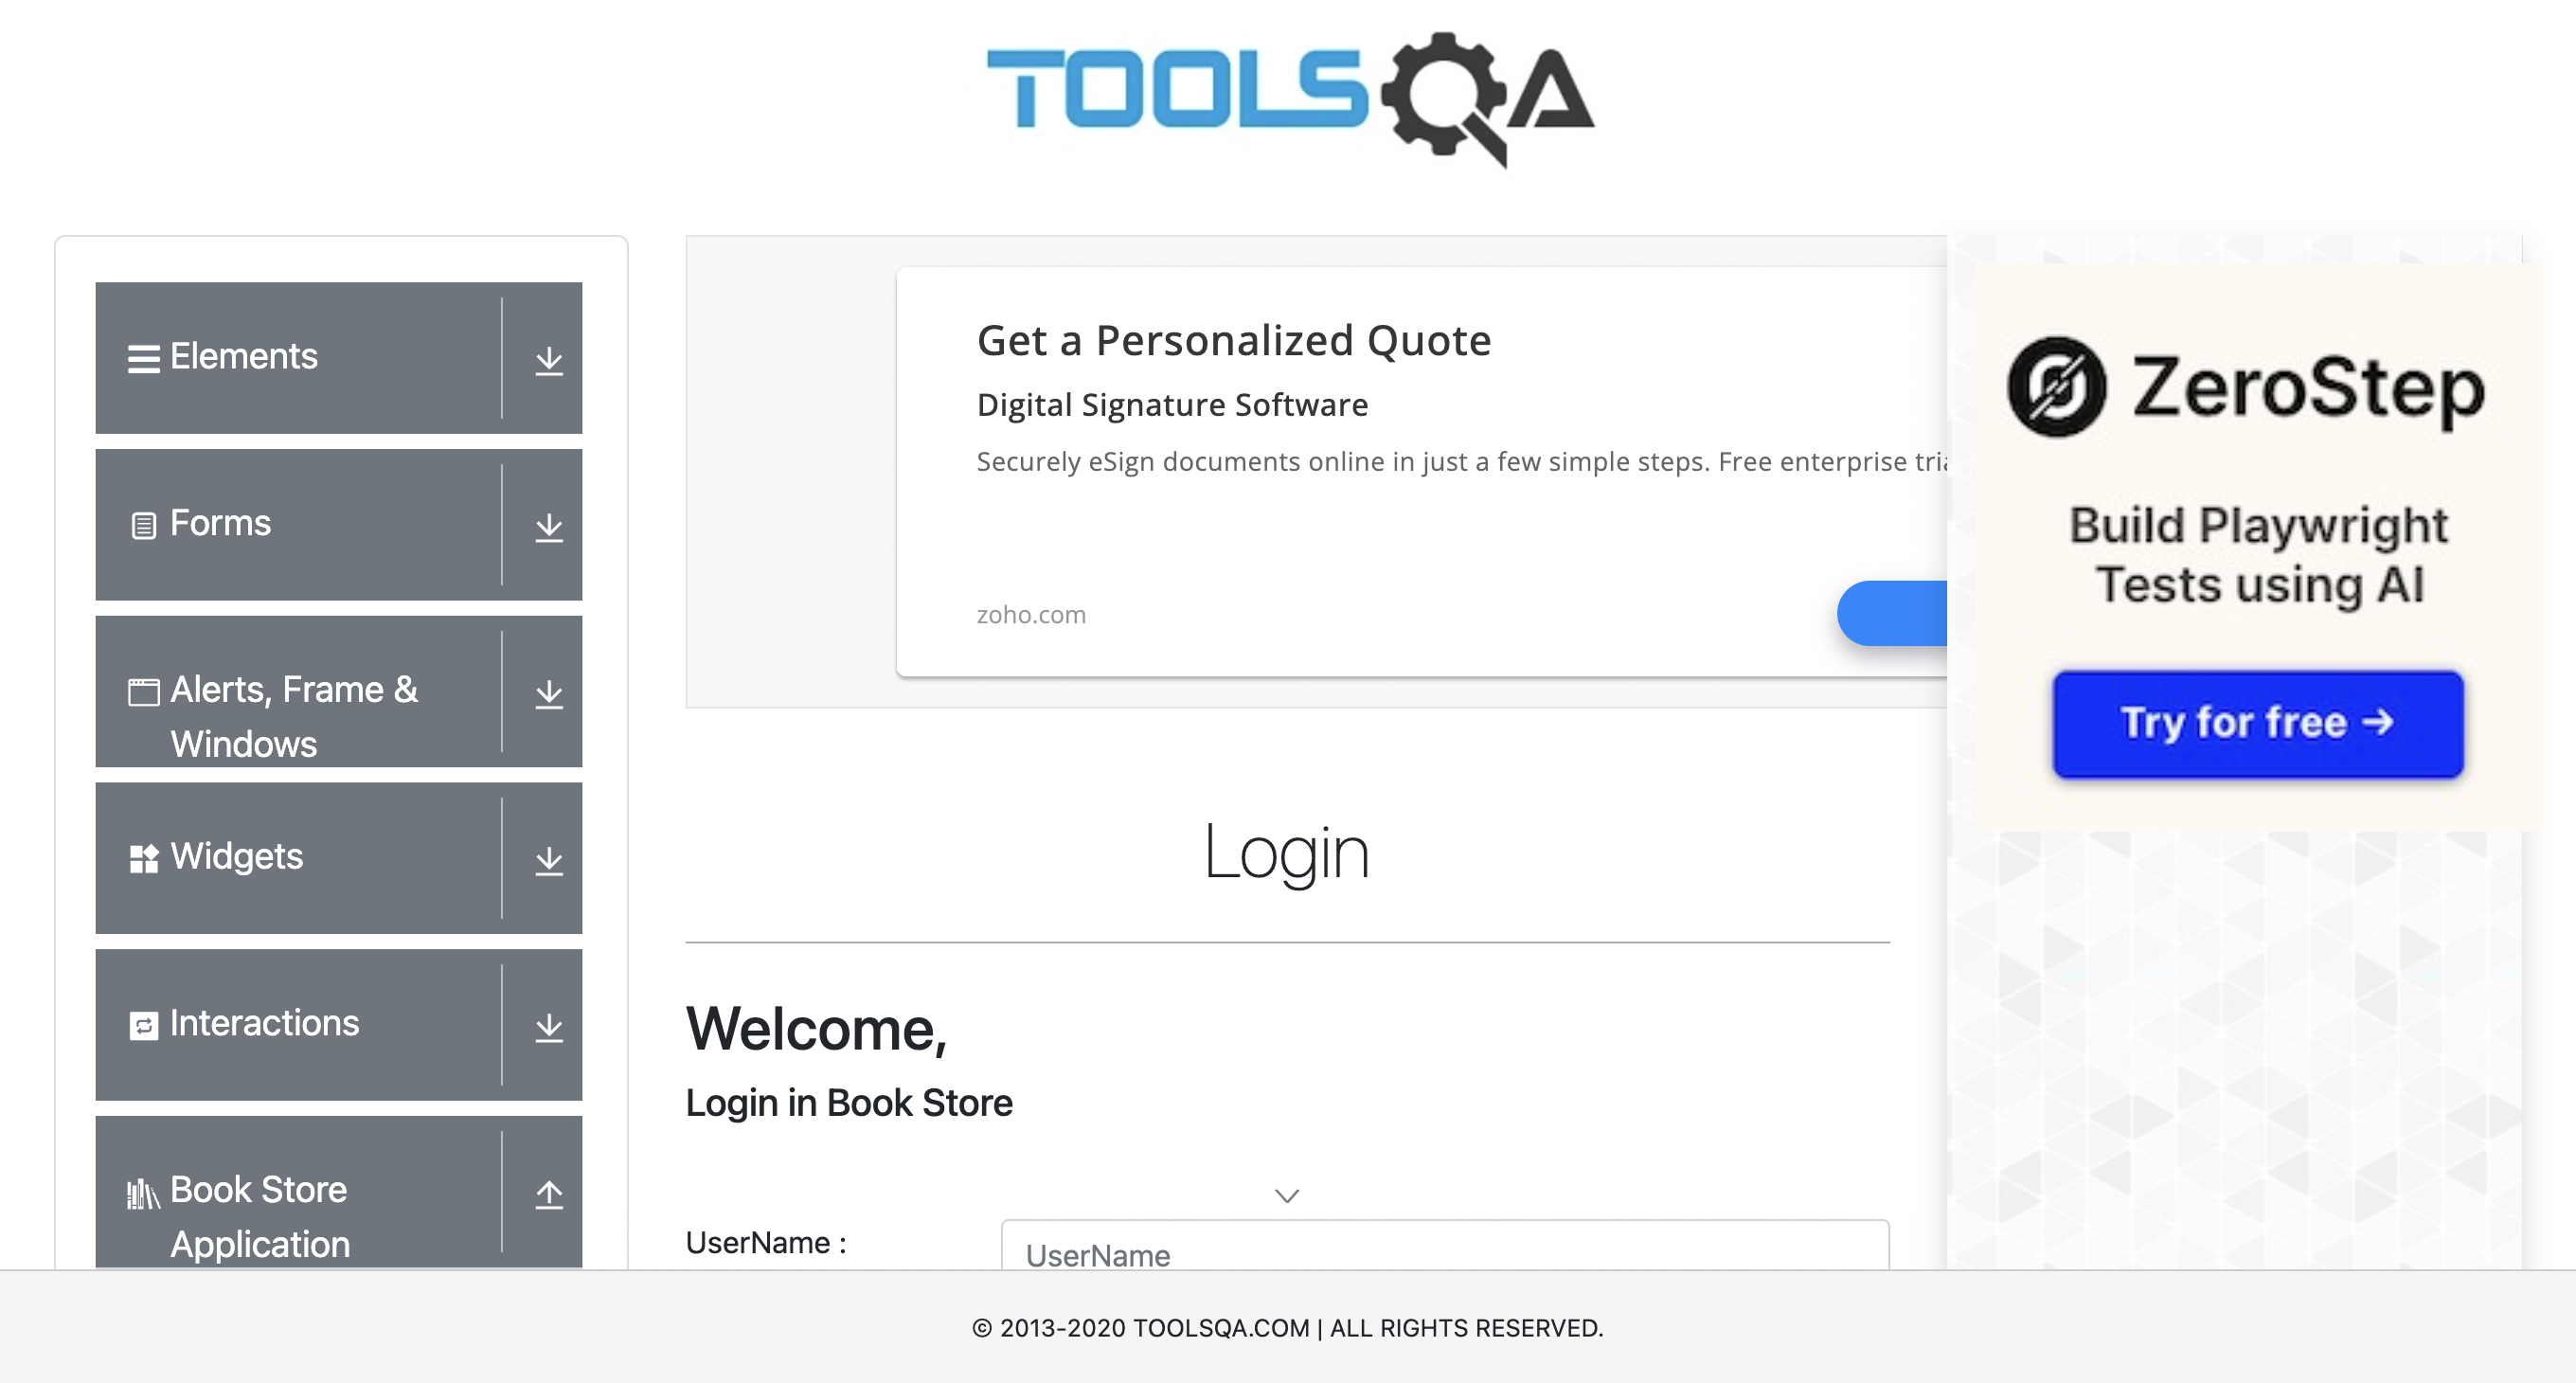 TOOLSQA
Elements
Forms
Alerts, Frame &
Windows
Widgets
Interactions
Book Store
Application
Get a Personalized Quote
Digital Signature Software
Securely eSign documents online in just a few simple steps. Free enterprise
zoho.com
ZeroStep
Build Playwright
Tests using AI
Try for free →
Login
Welcome,
Login in Book Store
UserName :
UserName
© 2013-2020 TOOLSQA.COM | ALL RIGHTS RESERVED.